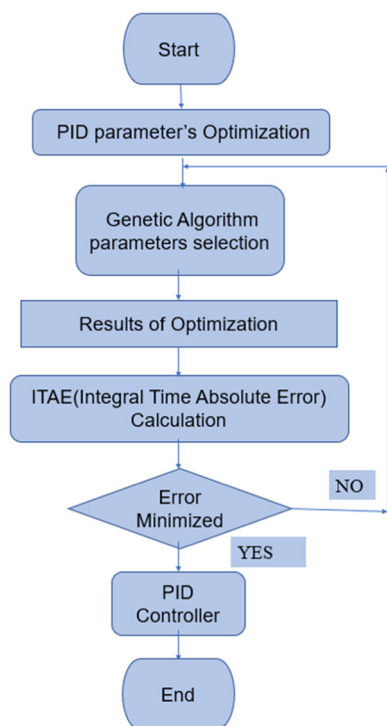 Start
PID parameter’s Optimization
Genetic Algorithm
parameters selection
Results of Optimization
ITAE(Integral Time Absolute Error)
Calculation
Error
Minimized
NO
YES
PID
Controller
End